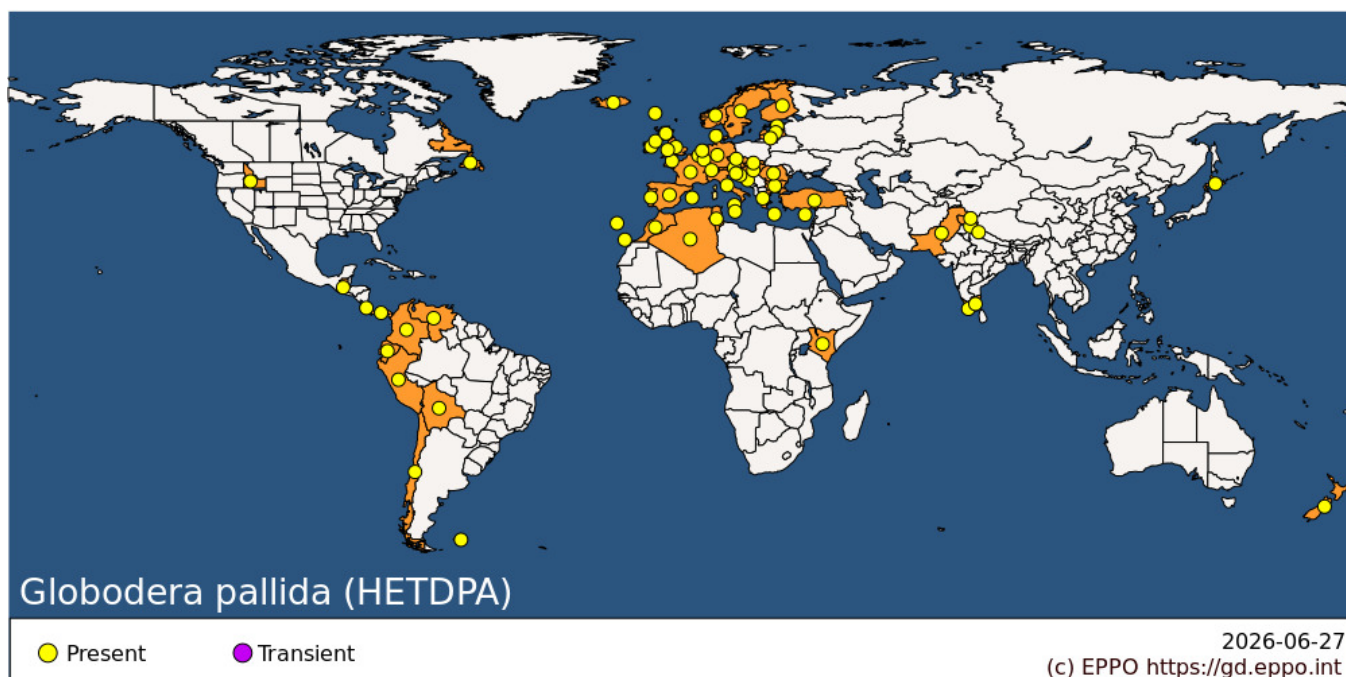 Globodera pallida (HETDPA)
Present
Transient
2026-06-27
(c) EPPO https://gd.eppo.int